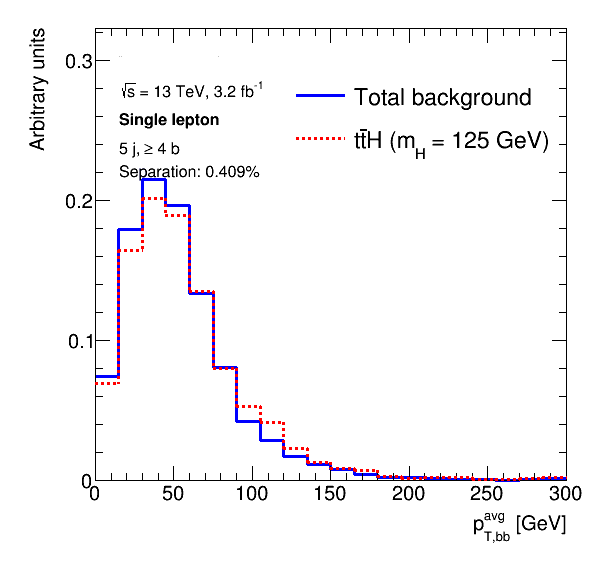 Arbitrary units
0.3
0.2
0.1
0
√s = 13 TeV, 3.2 fb⁻¹
Single lepton
5 j, ≥ 4 b
Separation: 0.409%
Total background
tt̄H (m_H = 125 GeV)
0 50 100 150 200 250 300
p_T,bb^avg [GeV]